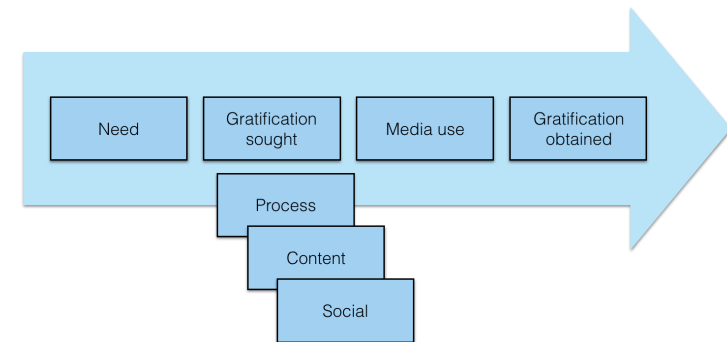 Need
Gratification
sought
Media use
Gratification
obtained
Process
Content
Social